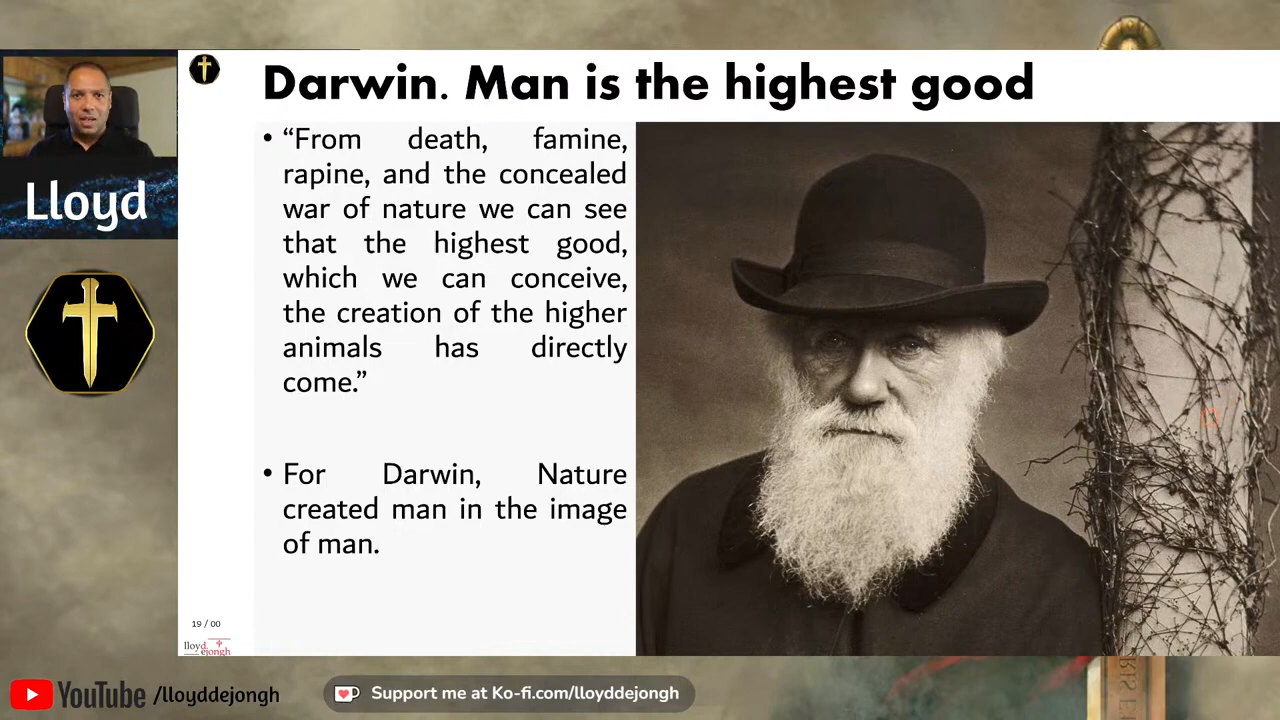 Darwin. Man is the highest good
• “From death, famine,
rapine, and the concealed
war of nature we can see
that the highest good,
which we can conceive,
the creation of the higher
animals has directly
come.”
• For Darwin, Nature
created man in the image
of man.
Lloyd
19 / 00
lloyd
ejongh
YouTube /lloyddejongh
Support me at Ko-fi.com/lloyddejongh